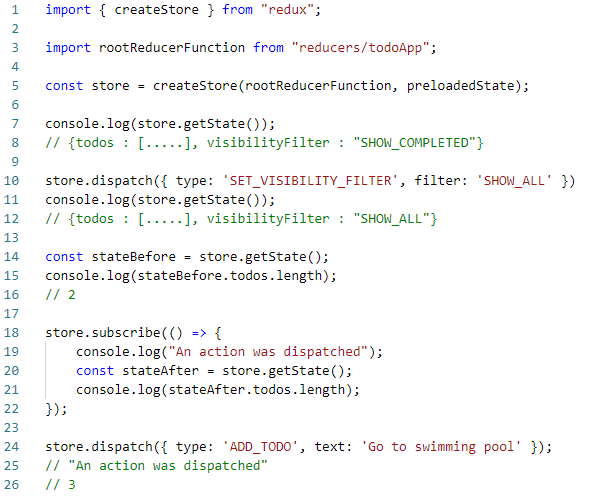 1 import { createStore } from "redux";
2
3 import rootReducerFunction from "reducers/todoApp";
4
5 const store = createStore(rootReducerFunction, preloadedState);
6
7 console.log(store.getState());
8 // {todos : [.....], visibilityFilter : "SHOW_COMPLETED"}
9
10 store.dispatch({ type: 'SET_VISIBILITY_FILTER', filter: 'SHOW_ALL' })
11 console.log(store.getState());
12 // {todos : [.....], visibilityFilter : "SHOW_ALL"}
13
14 const stateBefore = store.getState();
15 console.log(stateBefore.todos.length);
16 // 2
17
18 store.subscribe(() => {
19     console.log("An action was dispatched");
20     const stateAfter = store.getState();
21     console.log(stateAfter.todos.length);
22 });
23
24 store.dispatch({ type: 'ADD_TODO', text: 'Go to swimming pool' });
25 // "An action was dispatched"
26 // 3